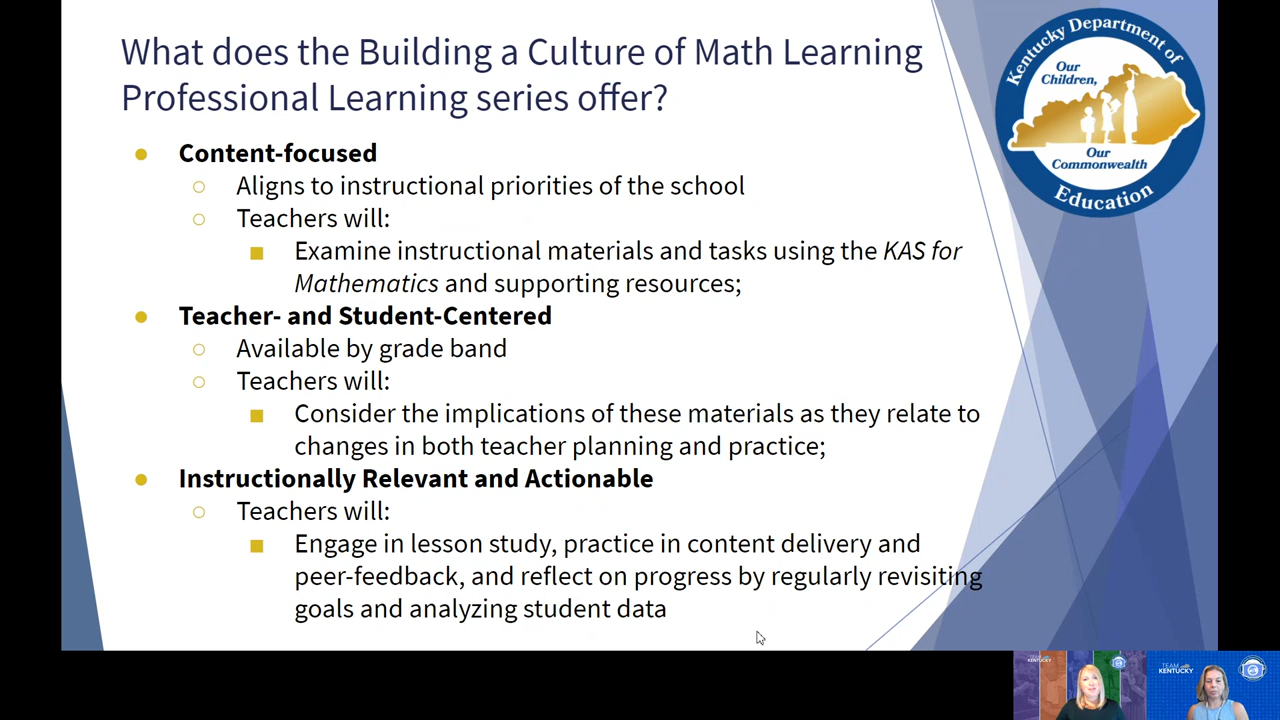 What does the Building a Culture of Math Learning
Professional Learning series offer?
Content-focused
Aligns to instructional priorities of the school
Teachers will:
Examine instructional materials and tasks using the KAS for
Mathematics and supporting resources;
Teacher- and Student-Centered
Available by grade band
Teachers will:
Consider the implications of these materials as they relate to
changes in both teacher planning and practice;
Instructionally Relevant and Actionable
Teachers will:
Engage in lesson study, practice in content delivery and
peer-feedback, and reflect on progress by regularly revisiting
goals and analyzing student data
Kentucky Department of
Our
Children,
Our
Commonwealth
Education
TEAM
KENTUCKY
TEAM
KENTUCKY